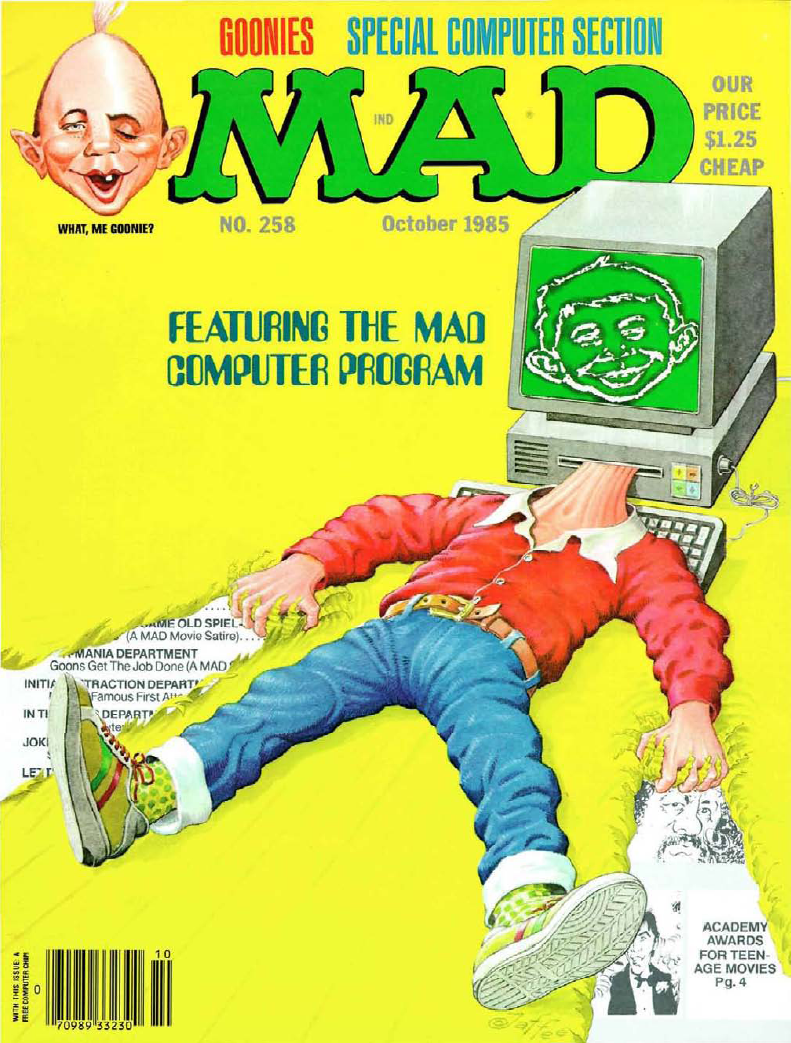 GOONIES SPECIAL COMPUTER SECTION
MAD
IND
OUR
PRICE
$1.25
CHEAP
WHAT, ME GOONIE?
NO. 258 October 1985
FEATURING THE MAD
COMPUTER PROGRAM
OLD SPIEL
(A MAD Movie Satire)....
MANIA DEPARTMENT
Goons Get The Job Done (A MAD
Famous First
ACADEMY
AWARDS
FOR TEEN-
AGE MOVIES
Pg. 4
WITH THIS ISSUE: A
FREE COMPUTER CHIP!
0
10
70989 33230